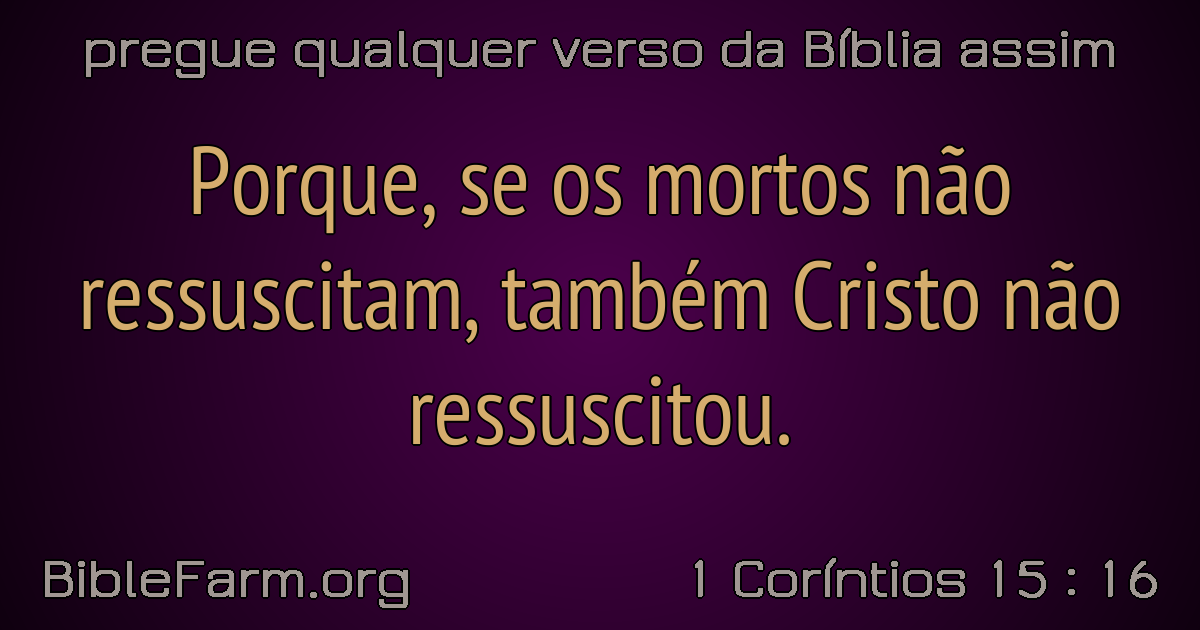 pregue qualquer verso da Bíblia assim
Porque, se os mortos não
ressuscitam, também Cristo não
ressuscitou.
BibleFarm.org
1 Coríntios 15 : 16